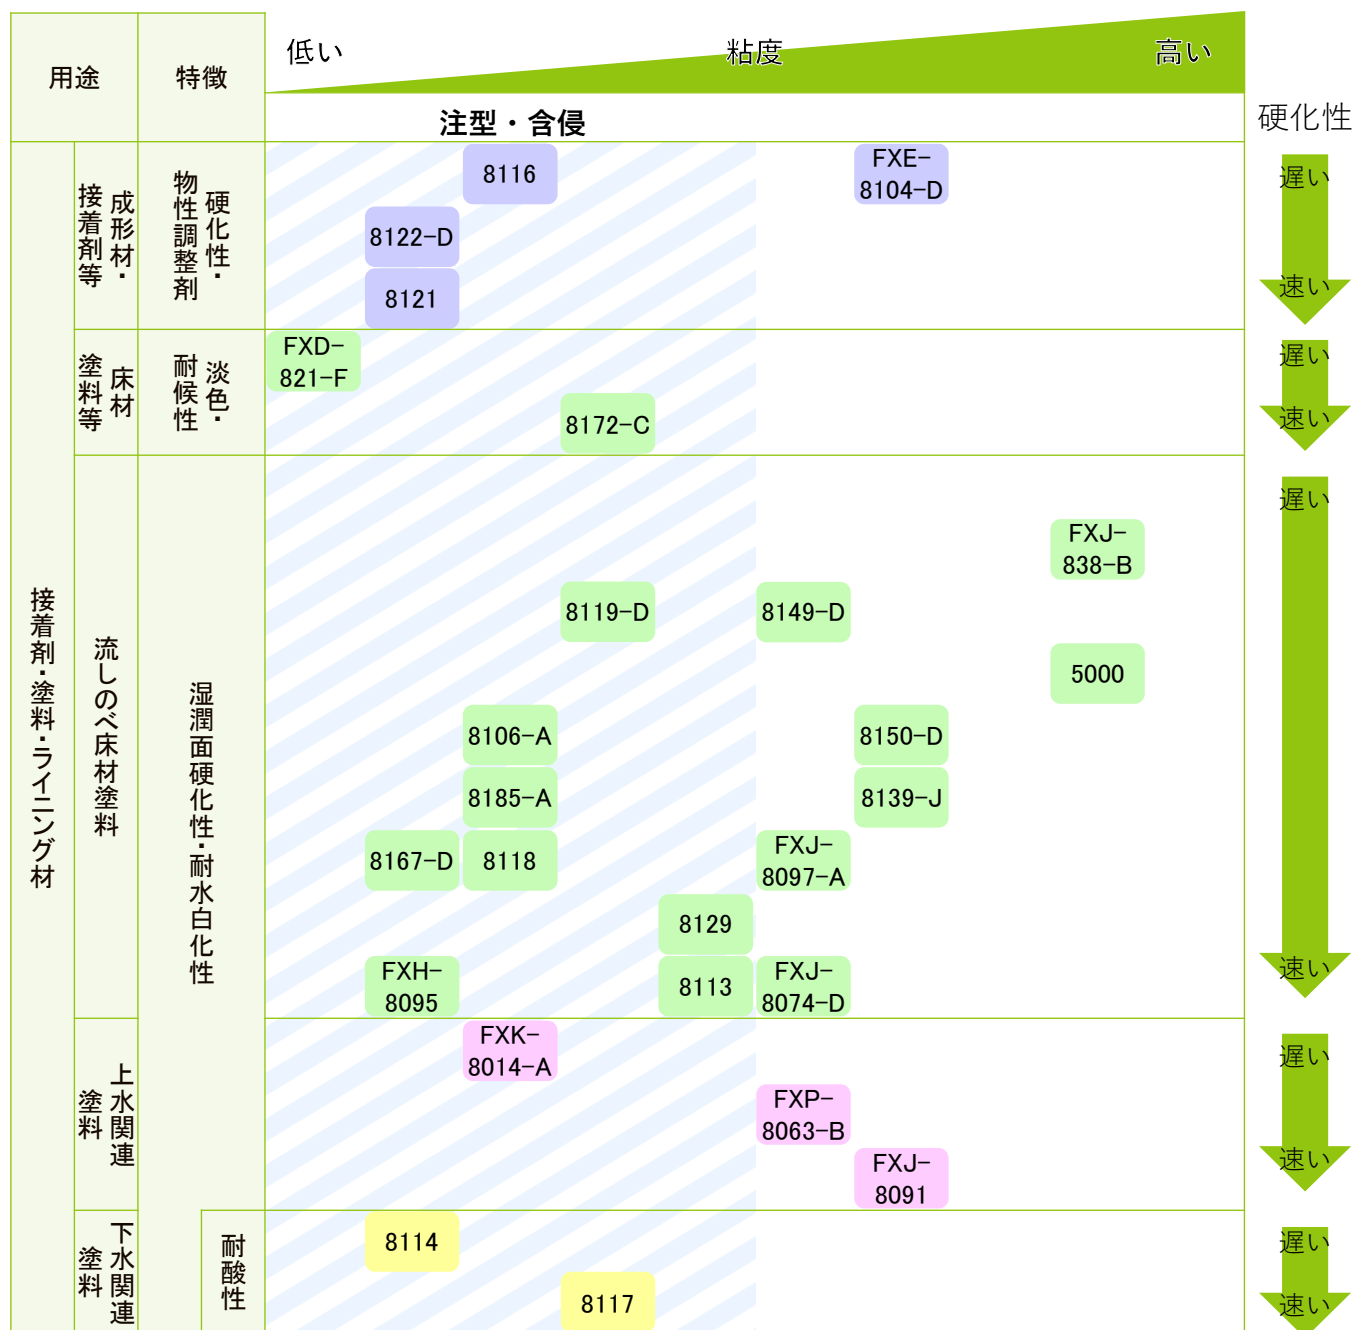 用途
特徴
低い
粘度
高い
注型・含侵
硬化性
接着剤・塗料・ライニング材
成形材・
接着剤等
硬化性・
物性調整剤
8116
FXE-
8104-D
8122-D
8121
遅い
速い
床材
塗料等
淡色・
耐候性
FXD-
821-F
8172-C
遅い
速い
流しのべ床材塗料
湿潤面硬化性・耐水白化性
FXJ-
838-B
8119-D
8149-D
5000
8106-A
8150-D
8185-A
8139-J
8167-D
8118
FXJ-
8097-A
8129
FXH-
8095
8113
FXJ-
8074-D
遅い
速い
上水関連
塗料
FXK-
8014-A
FXP-
8063-B
FXJ-
8091
遅い
速い
下水関連
塗料
耐酸性
8114
8117
遅い
速い